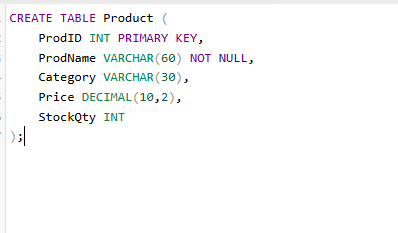 CREATE TABLE Product (
    ProdID INT PRIMARY KEY,
    ProdName VARCHAR(60) NOT NULL,
    Category VARCHAR(30),
    Price DECIMAL(10,2),
    StockQty INT
);